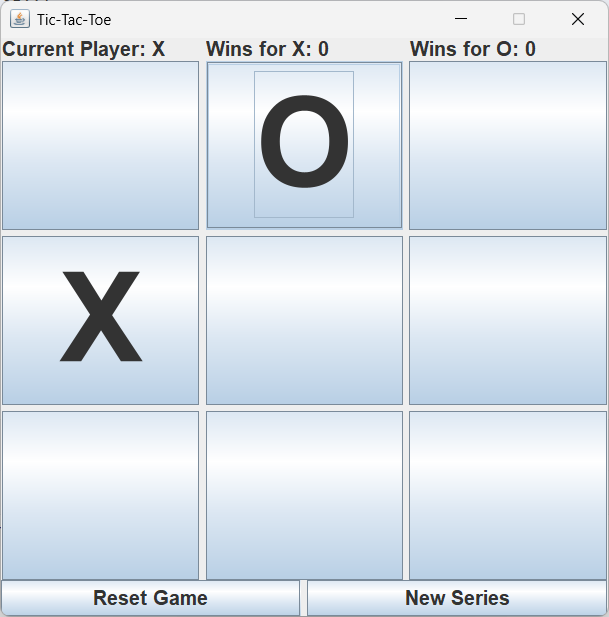 Tic-Tac-Toe
Current Player: X Wins for X: 0 Wins for O: 0
O
X
Reset Game New Series